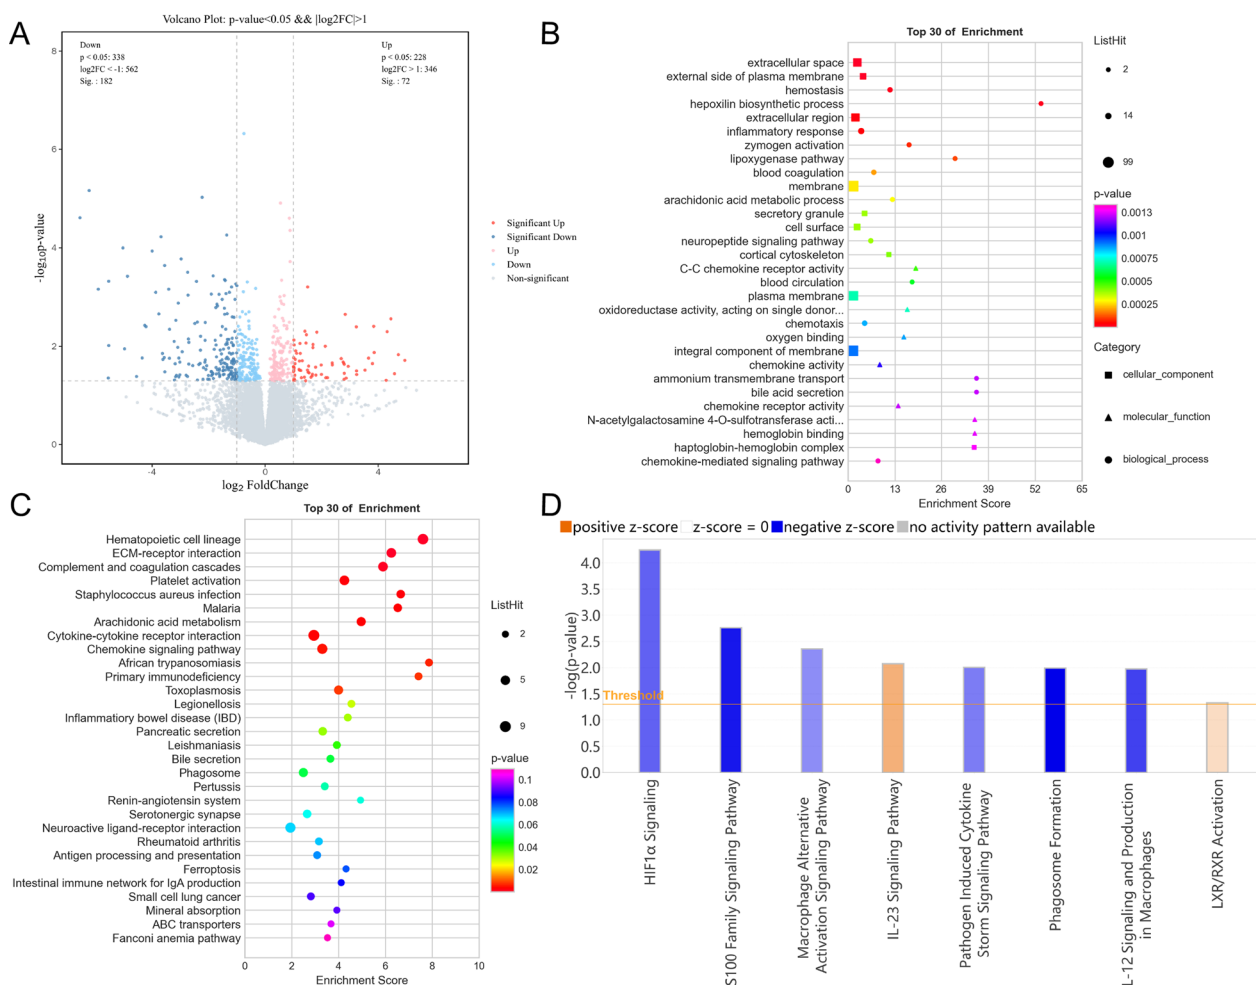 A
Volcano Plot: p-value<0.05 && |log2FC|>1
Down
p < 0.05: 338
log2FC < -1: 562
Sig. : 182
Up
p < 0.05: 228
log2FC > 1: 346
Sig. : 72
8
6
4
2
0
-log10p-value
-4
0
4
log2 FoldChange
Significant Up
Significant Down
Up
Down
Non-significant
B
Top 30 of Enrichment
extracellular space
external side of plasma membrane
hemostasis
hepoxilin biosynthetic process
extracellular region
inflammatory response
zymogen activation
lipoxygenase pathway
blood coagulation
membrane
arachidonic acid metabolic process
secretory granule
cell surface
neuropeptide signaling pathway
cortical cytoskeleton
C-C chemokine receptor activity
blood circulation
plasma membrane
oxidoreductase activity, acting on single donor...
chemotaxis
oxygen binding
integral component of membrane
chemokine activity
ammonium transmembrane transport
bile acid secretion
chemokine receptor activity
N-acetylgalactosamine 4-O-sulfotransferase acti...
hemoglobin binding
haptoglobin-hemoglobin complex
chemokine-mediated signaling pathway
0 13 26 39 52 65
Enrichment Score
ListHit
2
14
99
p-value
0.0013
0.001
0.00075
0.0005
0.00025
Category
cellular_component
molecular_function
biological_process
C
Top 30 of Enrichment
Hematopoietic cell lineage
ECM-receptor interaction
Complement and coagulation cascades
Platelet activation
Staphylococcus aureus infection
Malaria
Arachidonic acid metabolism
Cytokine-cytokine receptor interaction
Chemokine signaling pathway
African trypanosomiasis
Primary immunodeficiency
Toxoplasmosis
Legionellosis
Inflammatiory bowel disease (IBD)
Pancreatic secretion
Leishmaniasis
Bile secretion
Phagosome
Pertussis
Renin-angiotensin system
Serotonergic synapse
Neuroactive ligand-receptor interaction
Rheumatoid arthritis
Antigen processing and presentation
Ferroptosis
Intestinal immune network for IgA production
Small cell lung cancer
Mineral absorption
ABC transporters
Fanconi anemia pathway
0 2 4 6 8 10
Enrichment Score
ListHit
2
5
9
p-value
0.1
0.08
0.06
0.04
0.02
D
positive z-score z-score = 0 negative z-score no activity pattern available
4.0
3.5
3.0
2.5
2.0
1.5
1.0
0.5
0.0
-log(p-value)
Threshold
HIF1α Signaling
S100 Family Signaling Pathway
Macrophage Alternative
Activation Signaling Pathway
IL-23 Signaling Pathway
Pathogen Induced Cytokine
Storm Signaling Pathway
Phagosome Formation
L-12 Signaling and Production
in Macrophages
LXR/RXR Activation